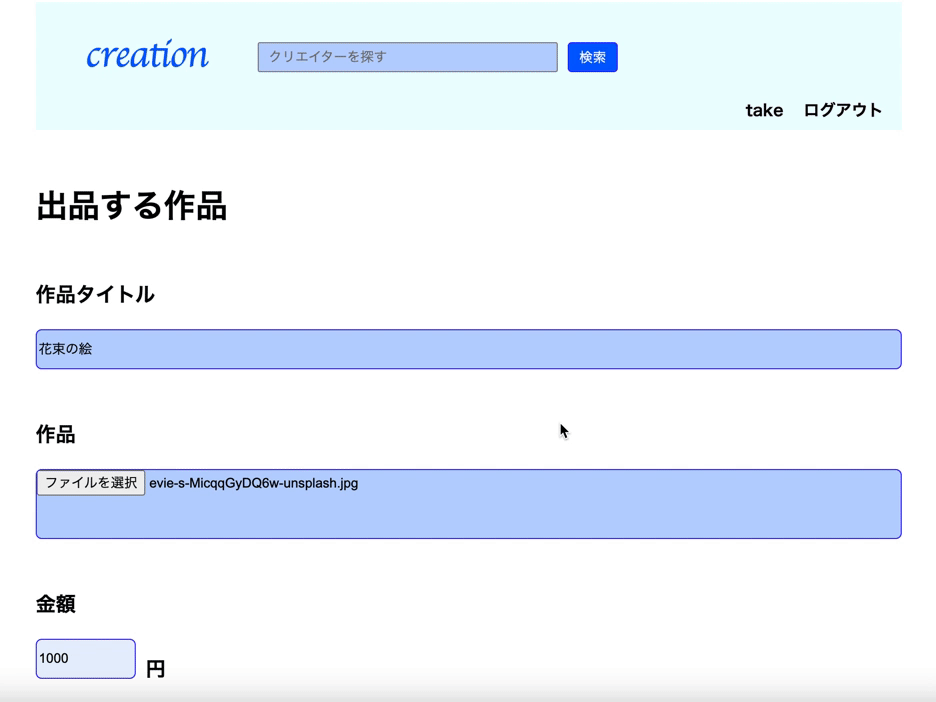 creation
クリエイターを探す 検索
take ログアウト
出品する作品
作品タイトル
花束の絵
作品
ファイルを選択 evie-s-MicqqGyDQ6w-unsplash.jpg
金額
1000 円